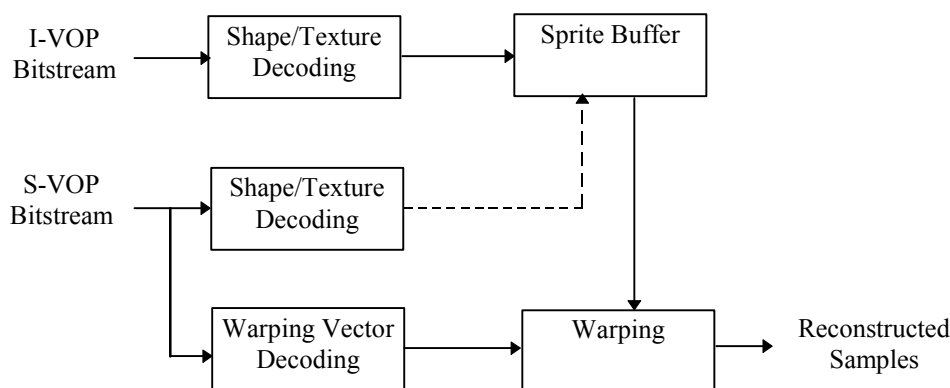 I-VOP
Bitstream
Shape/Texture
Decoding
Sprite Buffer
S-VOP
Bitstream
Shape/Texture
Decoding
Warping Vector
Decoding
Warping
Reconstructed
Samples